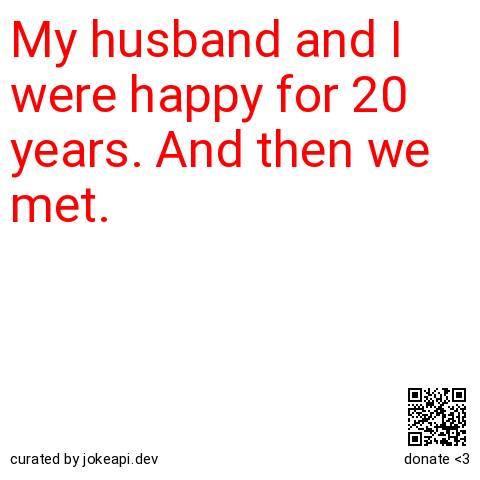 My husband and I
were happy for 20
years. And then we
met.
curated by jokeapi.dev
donate <3